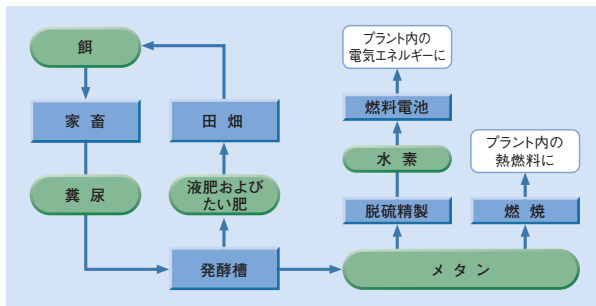 餌
家畜
糞尿
発酵槽
液肥および
たい肥
田畑
メタン
脱硫精製
水素
燃料電池
プラント内の
電気エネルギーに
燃焼
プラント内の
熱燃料に